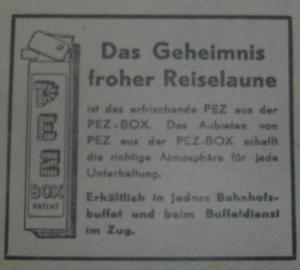 Das Geheimnis
froher Reiselaune
ist das erfrischende PEZ aus der
PEZ-BOX. Das Anbieten von
PEZ aus der PEZ-BOX schafft
die richtige Atmosphäre für jede
Unterhaltung.
Erhältlich in jedem Bahnhofs-
buffet und beim Buffetdienst
im Zug.
PEZ
BOX
PATENT